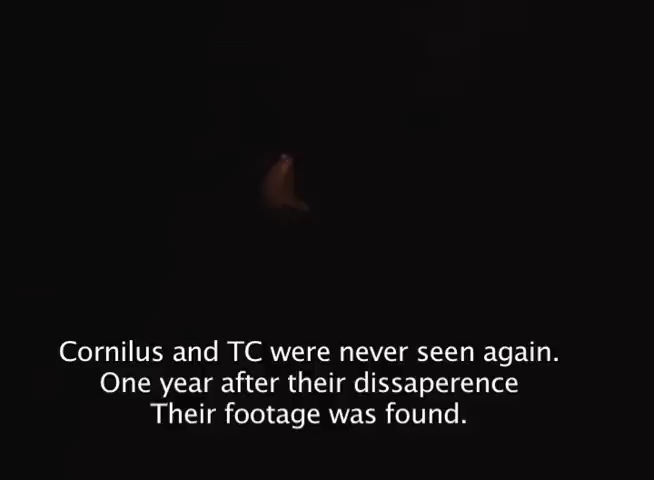 Cornilus and TC were never seen again.
One year after their dissaperence
Their footage was found.